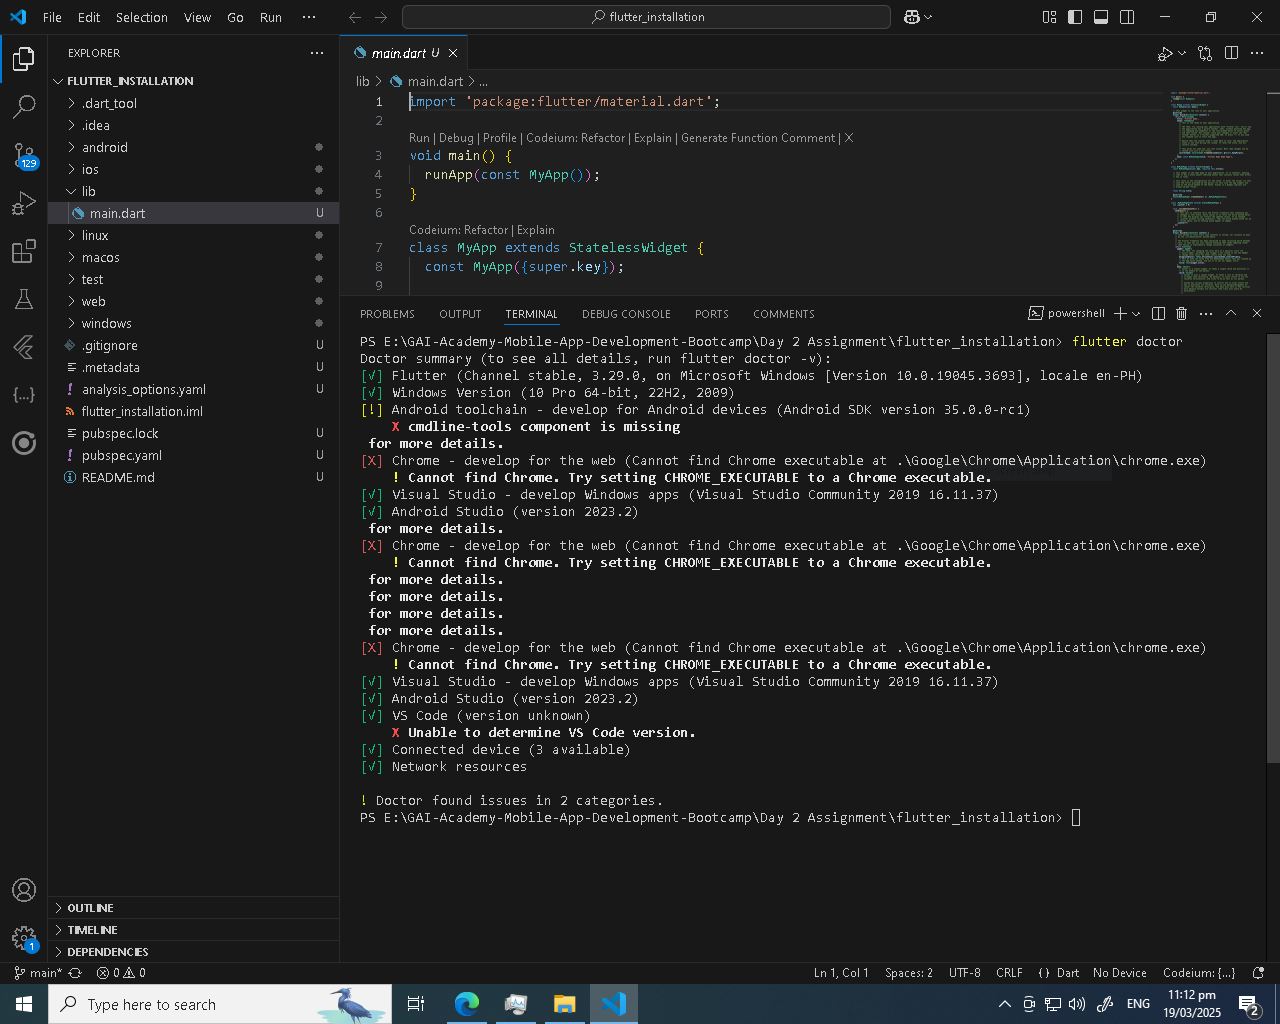 File Edit Selection View Go Run ···
flutter_installation
EXPLORER
FLUTTER_INSTALLATION
.dart_tool
.idea
android
ios
lib
main.dart U
linux
macos
test
web
windows
.gitignore U
.metadata U
analysis_options.yaml U
flutter_installation.iml
pubspec.lock U
pubspec.yaml U
README.md U
129
1
OUTLINE
TIMELINE
DEPENDENCIES
main.dart U
lib > main.dart > ...
1 import 'package:flutter/material.dart';
2
Run | Debug | Profile | Codeium: Refactor | Explain | Generate Function Comment | X
3 void main() {
4 runApp(const MyApp());
5 }
6
Codeium: Refactor | Explain
7 class MyApp extends StatelessWidget {
8 const MyApp({super.key});
9
PROBLEMS OUTPUT TERMINAL DEBUG CONSOLE PORTS COMMENTS
powershell
PS E:\GAI-Academy-Mobile-App-Development-Bootcamp\Day 2 Assignment\flutter_installation> flutter doctor
Doctor summary (to see all details, run flutter doctor -v):
[√] Flutter (Channel stable, 3.29.0, on Microsoft Windows [Version 10.0.19045.3693], locale en-PH)
[√] Windows Version (10 Pro 64-bit, 22H2, 2009)
[!] Android toolchain - develop for Android devices (Android SDK version 35.0.0-rc1)
X cmdline-tools component is missing
for more details.
[X] Chrome - develop for the web (Cannot find Chrome executable at .\Google\Chrome\Application\chrome.exe)
! Cannot find Chrome. Try setting CHROME_EXECUTABLE to a Chrome executable.
[√] Visual Studio - develop Windows apps (Visual Studio Community 2019 16.11.37)
[√] Android Studio (version 2023.2)
for more details.
[X] Chrome - develop for the web (Cannot find Chrome executable at .\Google\Chrome\Application\chrome.exe)
! Cannot find Chrome. Try setting CHROME_EXECUTABLE to a Chrome executable.
for more details.
for more details.
for more details.
for more details.
[X] Chrome - develop for the web (Cannot find Chrome executable at .\Google\Chrome\Application\chrome.exe)
! Cannot find Chrome. Try setting CHROME_EXECUTABLE to a Chrome executable.
[√] Visual Studio - develop Windows apps (Visual Studio Community 2019 16.11.37)
[√] Android Studio (version 2023.2)
[√] VS Code (version unknown)
X Unable to determine VS Code version.
[√] Connected device (3 available)
[√] Network resources
! Doctor found issues in 2 categories.
PS E:\GAI-Academy-Mobile-App-Development-Bootcamp\Day 2 Assignment\flutter_installation>
main* 0 0 Ln 1, Col 1 Spaces: 2 UTF-8 CRLF {} Dart No Device Codeium: {...}
Type here to search
ENG
11:12 pm
19/03/2025
2